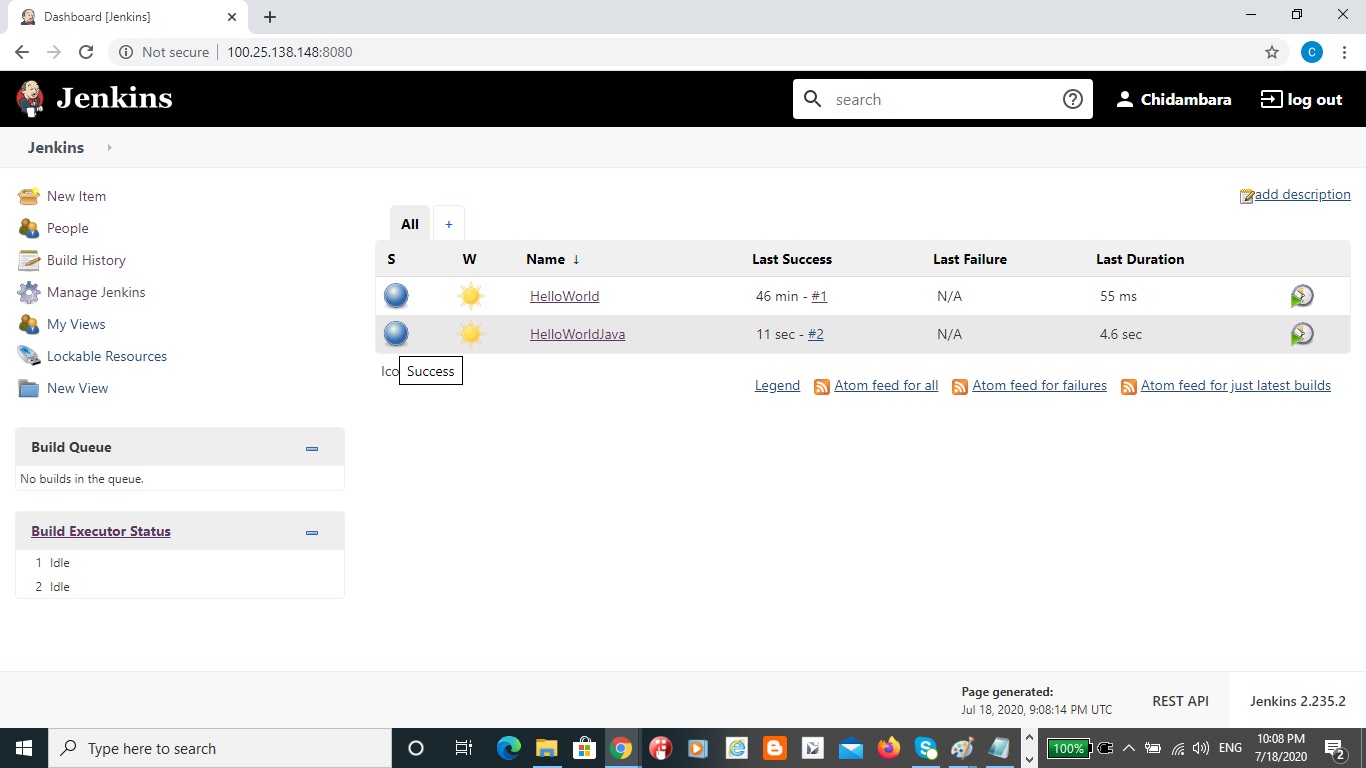 Dashboard [Jenkins]
Not secure 100.25.138.148:8080
C
Jenkins
search
Chidambara
log out
Jenkins
New Item
People
Build History
Manage Jenkins
My Views
Lockable Resources
New View
Build Queue
No builds in the queue.
Build Executor Status
1 Idle
2 Idle
add description
All +
S W Name ↓ Last Success Last Failure Last Duration
HelloWorld 46 min - #1 N/A 55 ms
HelloWorldJava 11 sec - #2 N/A 4.6 sec
Ico
Success
Legend Atom feed for all Atom feed for failures Atom feed for just latest builds
Page generated:
Jul 18, 2020, 9:08:14 PM UTC
REST API
Jenkins 2.235.2
Type here to search
100%
ENG
10:08 PM
7/18/2020
2